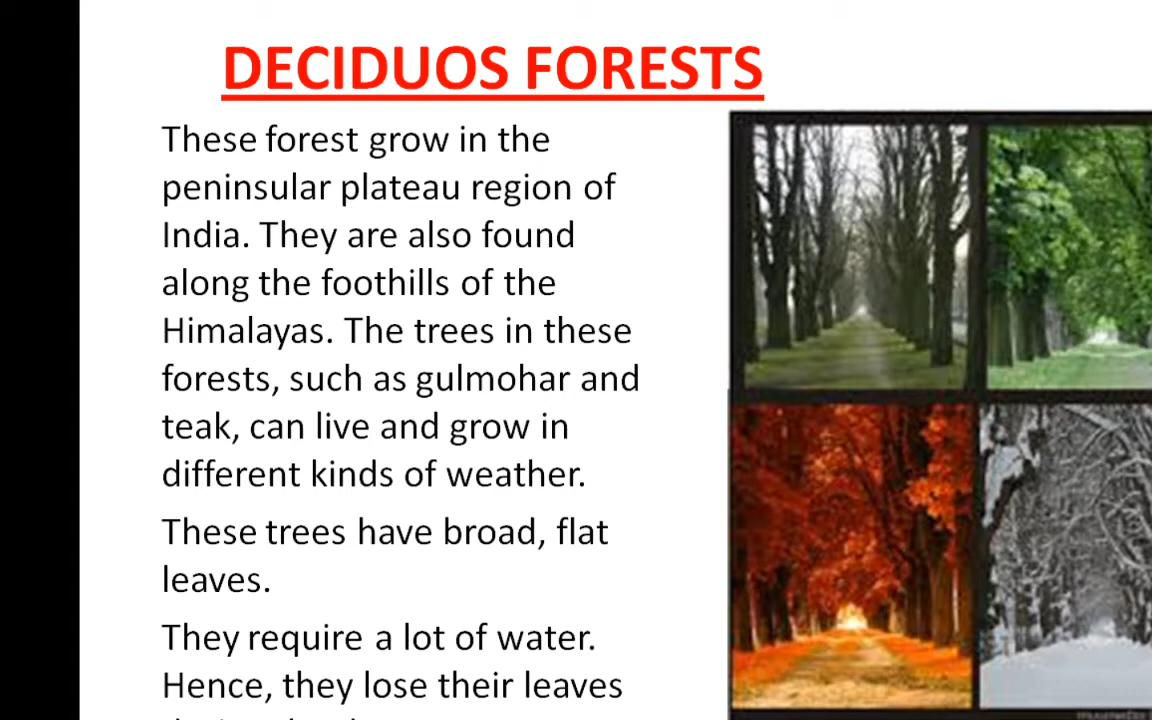 DECIDUOS FORESTS
These forest grow in the
peninsular plateau region of
India. They are also found
along the foothills of the
Himalayas. The trees in these
forests, such as gulmohar and
teak, can live and grow in
different kinds of weather.
These trees have broad, flat
leaves.
They require a lot of water.
Hence, they lose their leaves